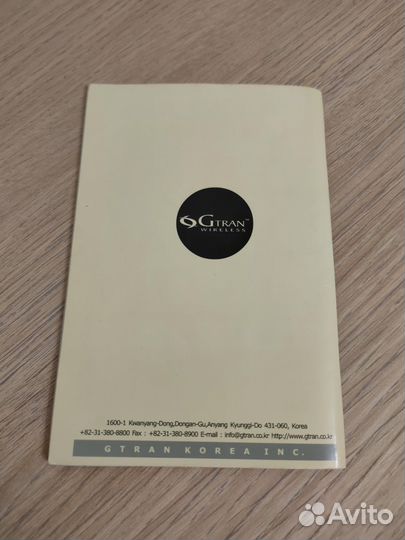 GTRAN™
WIRELESS
1600-1 Kwanyang-Dong,Dongan-Gu,Anyang Kyunggi-Do 431-060, Korea
+82-31-380-8800 Fax : +82-31-380-8900 E-mail : info@gtran.co.kr http://www.gtran.co.kr
GTRAN KOREA INC.
Avito